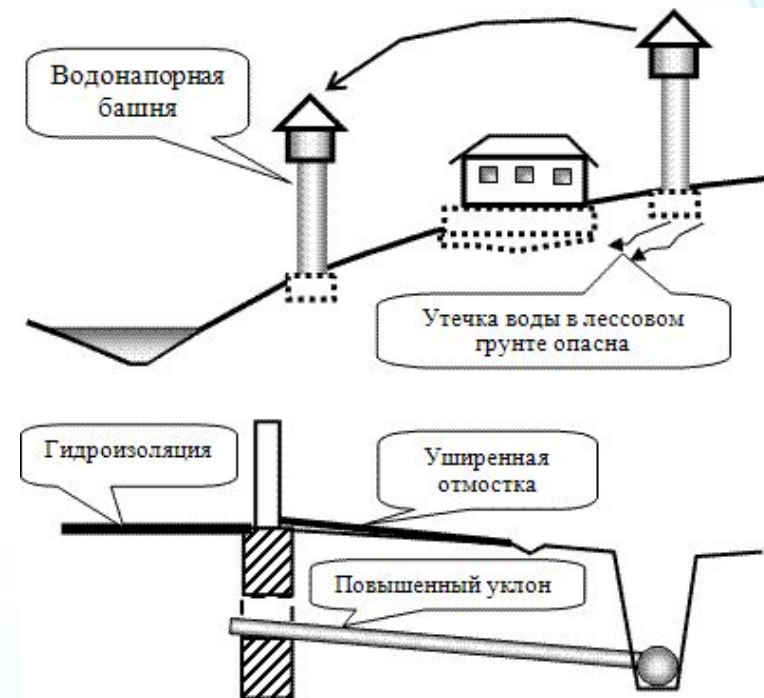 Водонапорная
башня
Утечка воды в лессовом
грунте опасна
Гидроизоляция
Уширенная
отмостка
Повышенный уклон